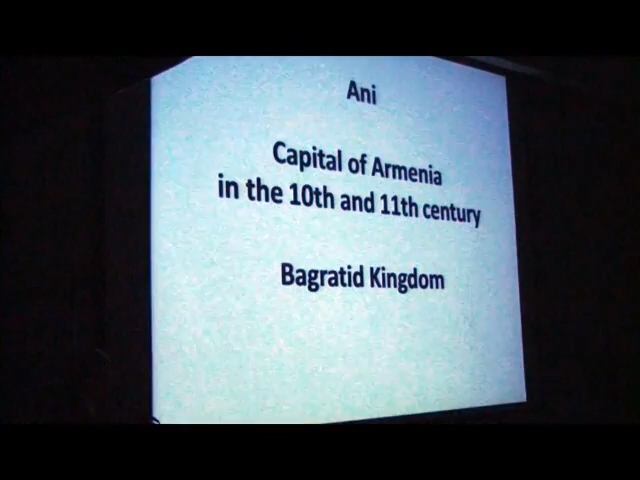 Ani
Capital of Armenia
in the 10th and 11th century
Bagratid Kingdom